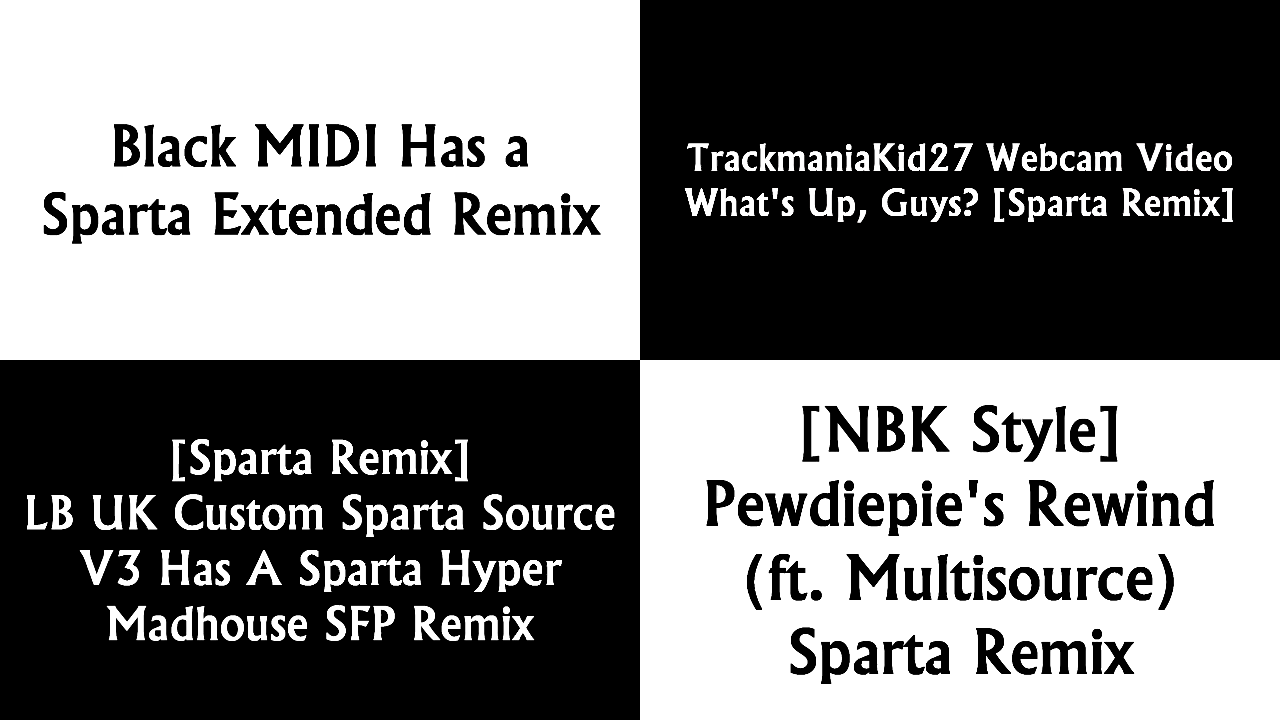 Black MIDI Has a
Sparta Extended Remix
TrackmaniaKid27 Webcam Video
What's Up, Guys? [Sparta Remix]
[Sparta Remix]
LB UK Custom Sparta Source
V3 Has A Sparta Hyper
Madhouse SFP Remix
[NBK Style]
Pewdiepie's Rewind
(ft. Multisource)
Sparta Remix